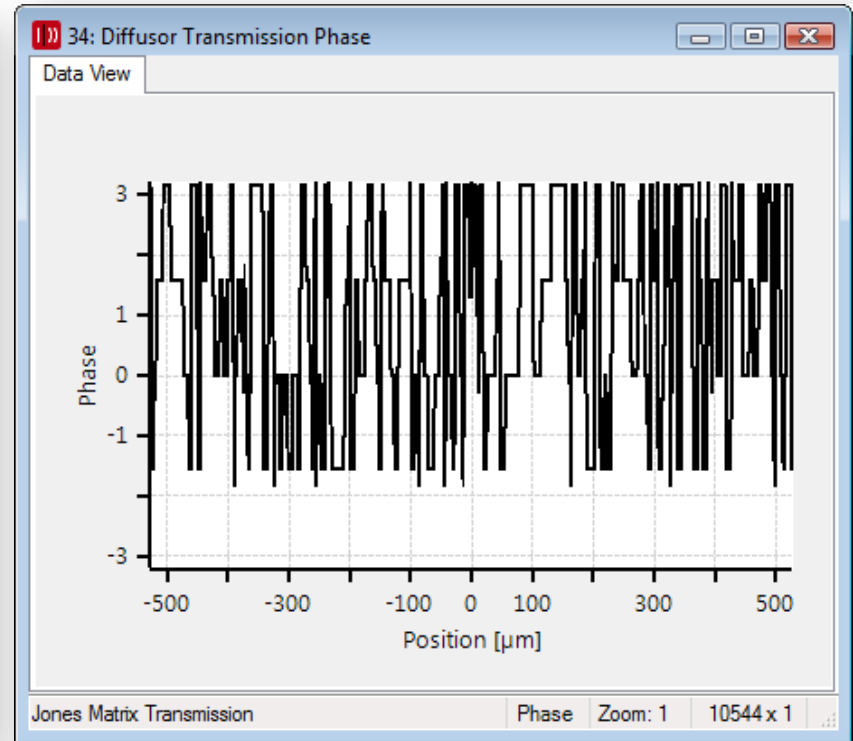 34: Diffusor Transmission Phase
Data View
3
1
0
-1
-3
Phase
-500 -300 -100 0 100 300 500
Position [µm]
Jones Matrix Transmission Phase Zoom: 1 10544 x 1